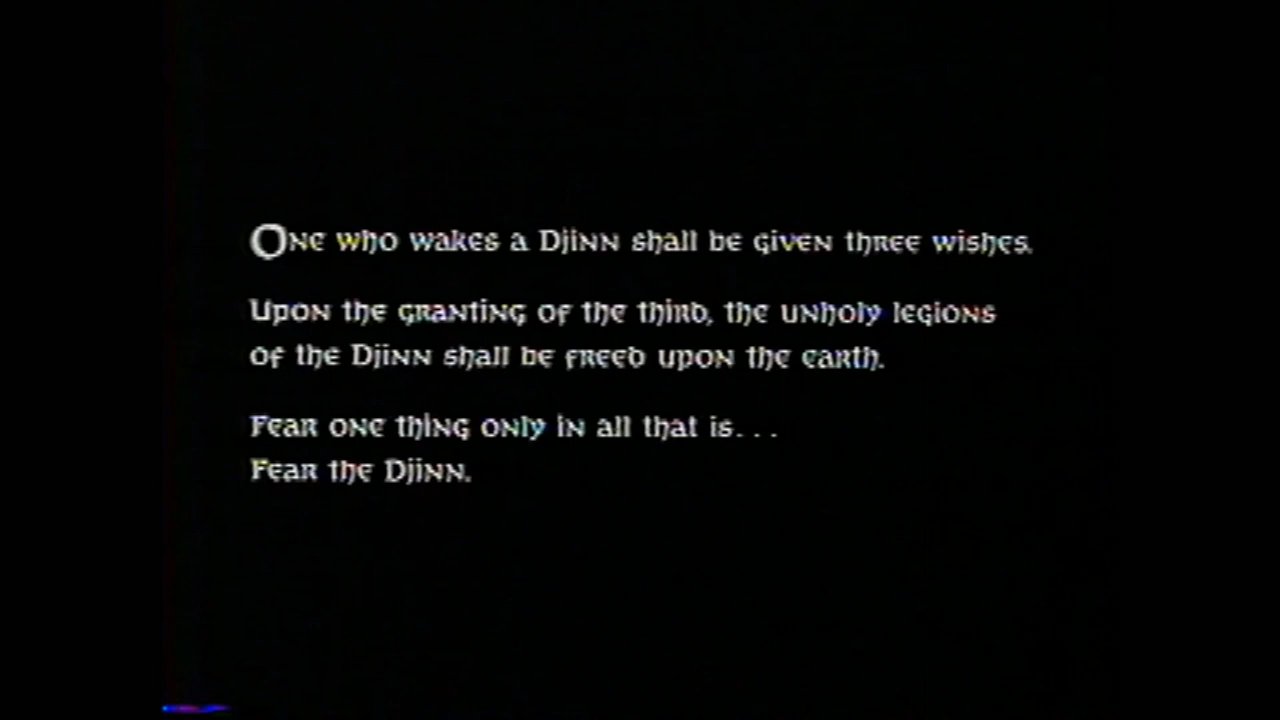 One who wakes a Djinn shall be given three wishes.
Upon the granting of the third, the unholy legions
of the Djinn shall be freed upon the earth.
Fear one thing only in all that is...
Fear the Djinn.